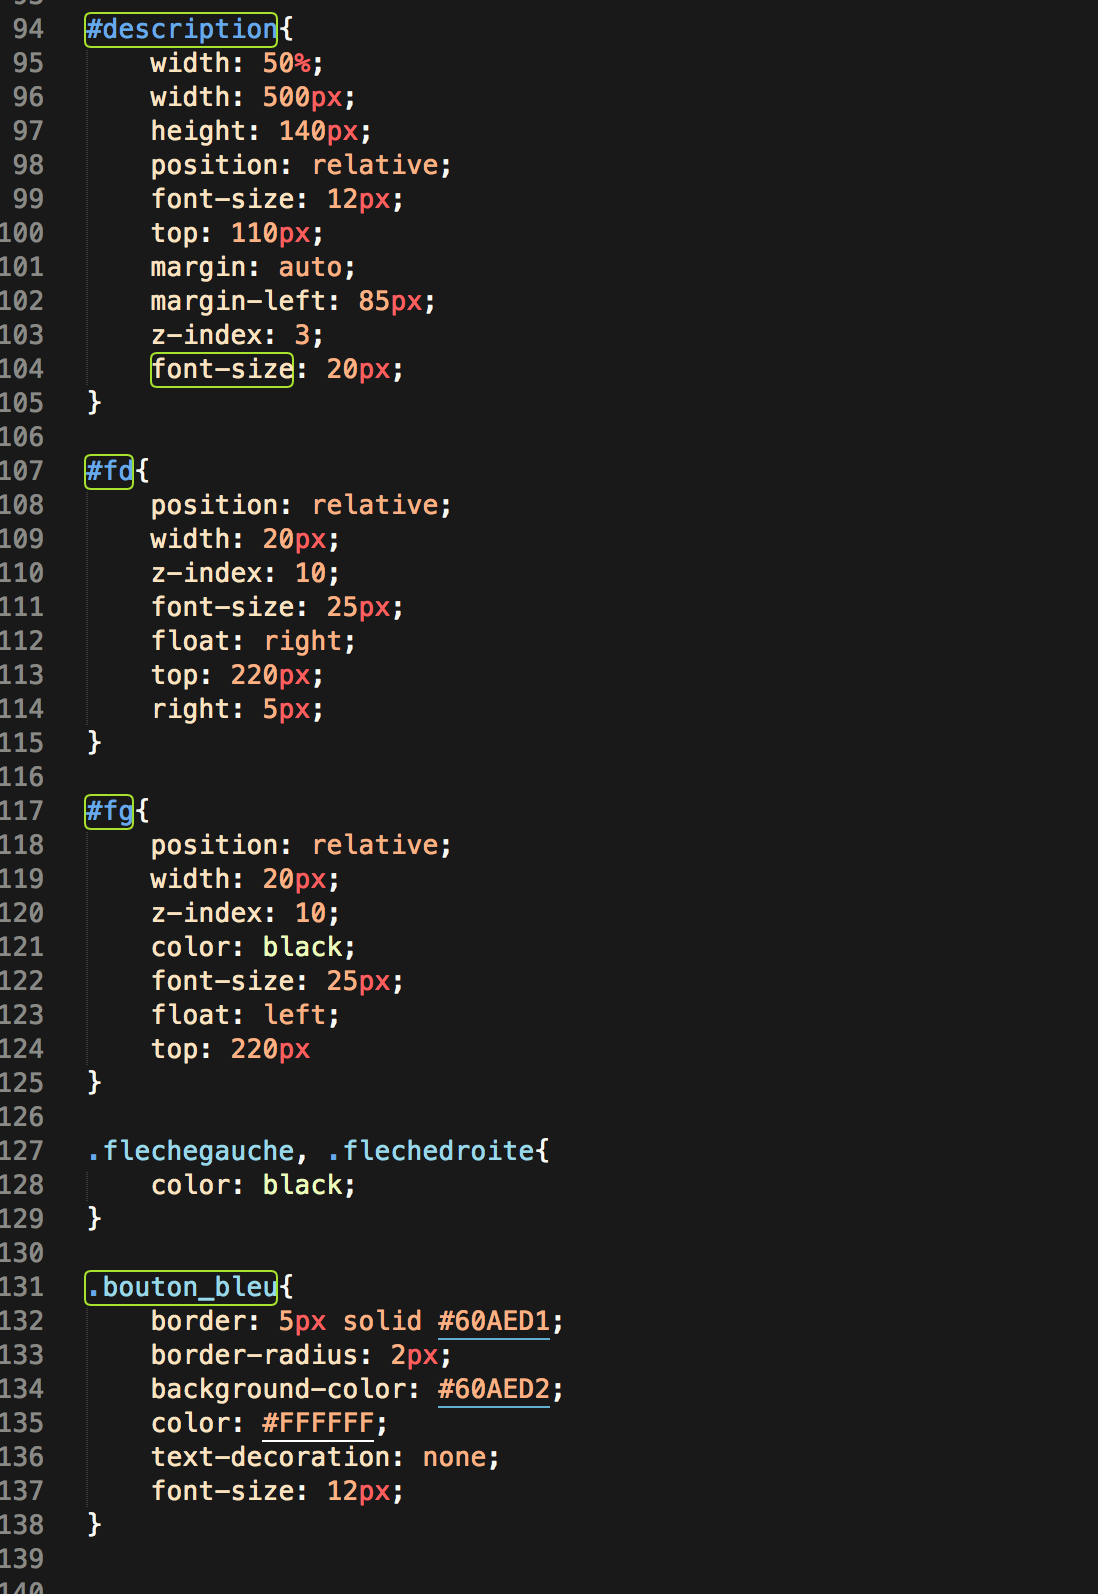 94 #description{
95 width: 50%;
96 width: 500px;
97 height: 140px;
98 position: relative;
99 font-size: 12px;
100 top: 110px;
101 margin: auto;
102 margin-left: 85px;
103 z-index: 3;
104 font-size: 20px;
105 }
106
107 #fd{
108 position: relative;
109 width: 20px;
110 z-index: 10;
111 font-size: 25px;
112 float: right;
113 top: 220px;
114 right: 5px;
115 }
116
117 #fg{
118 position: relative;
119 width: 20px;
120 z-index: 10;
121 color: black;
122 font-size: 25px;
123 float: left;
124 top: 220px
125 }
126
127 .flechegauche, .flechedroite{
128 color: black;
129 }
130
131 .bouton_bleu{
132 border: 5px solid #60AED1;
133 border-radius: 2px;
134 background-color: #60AED2;
135 color: #FFFFFF;
136 text-decoration: none;
137 font-size: 12px;
138 }
139
140